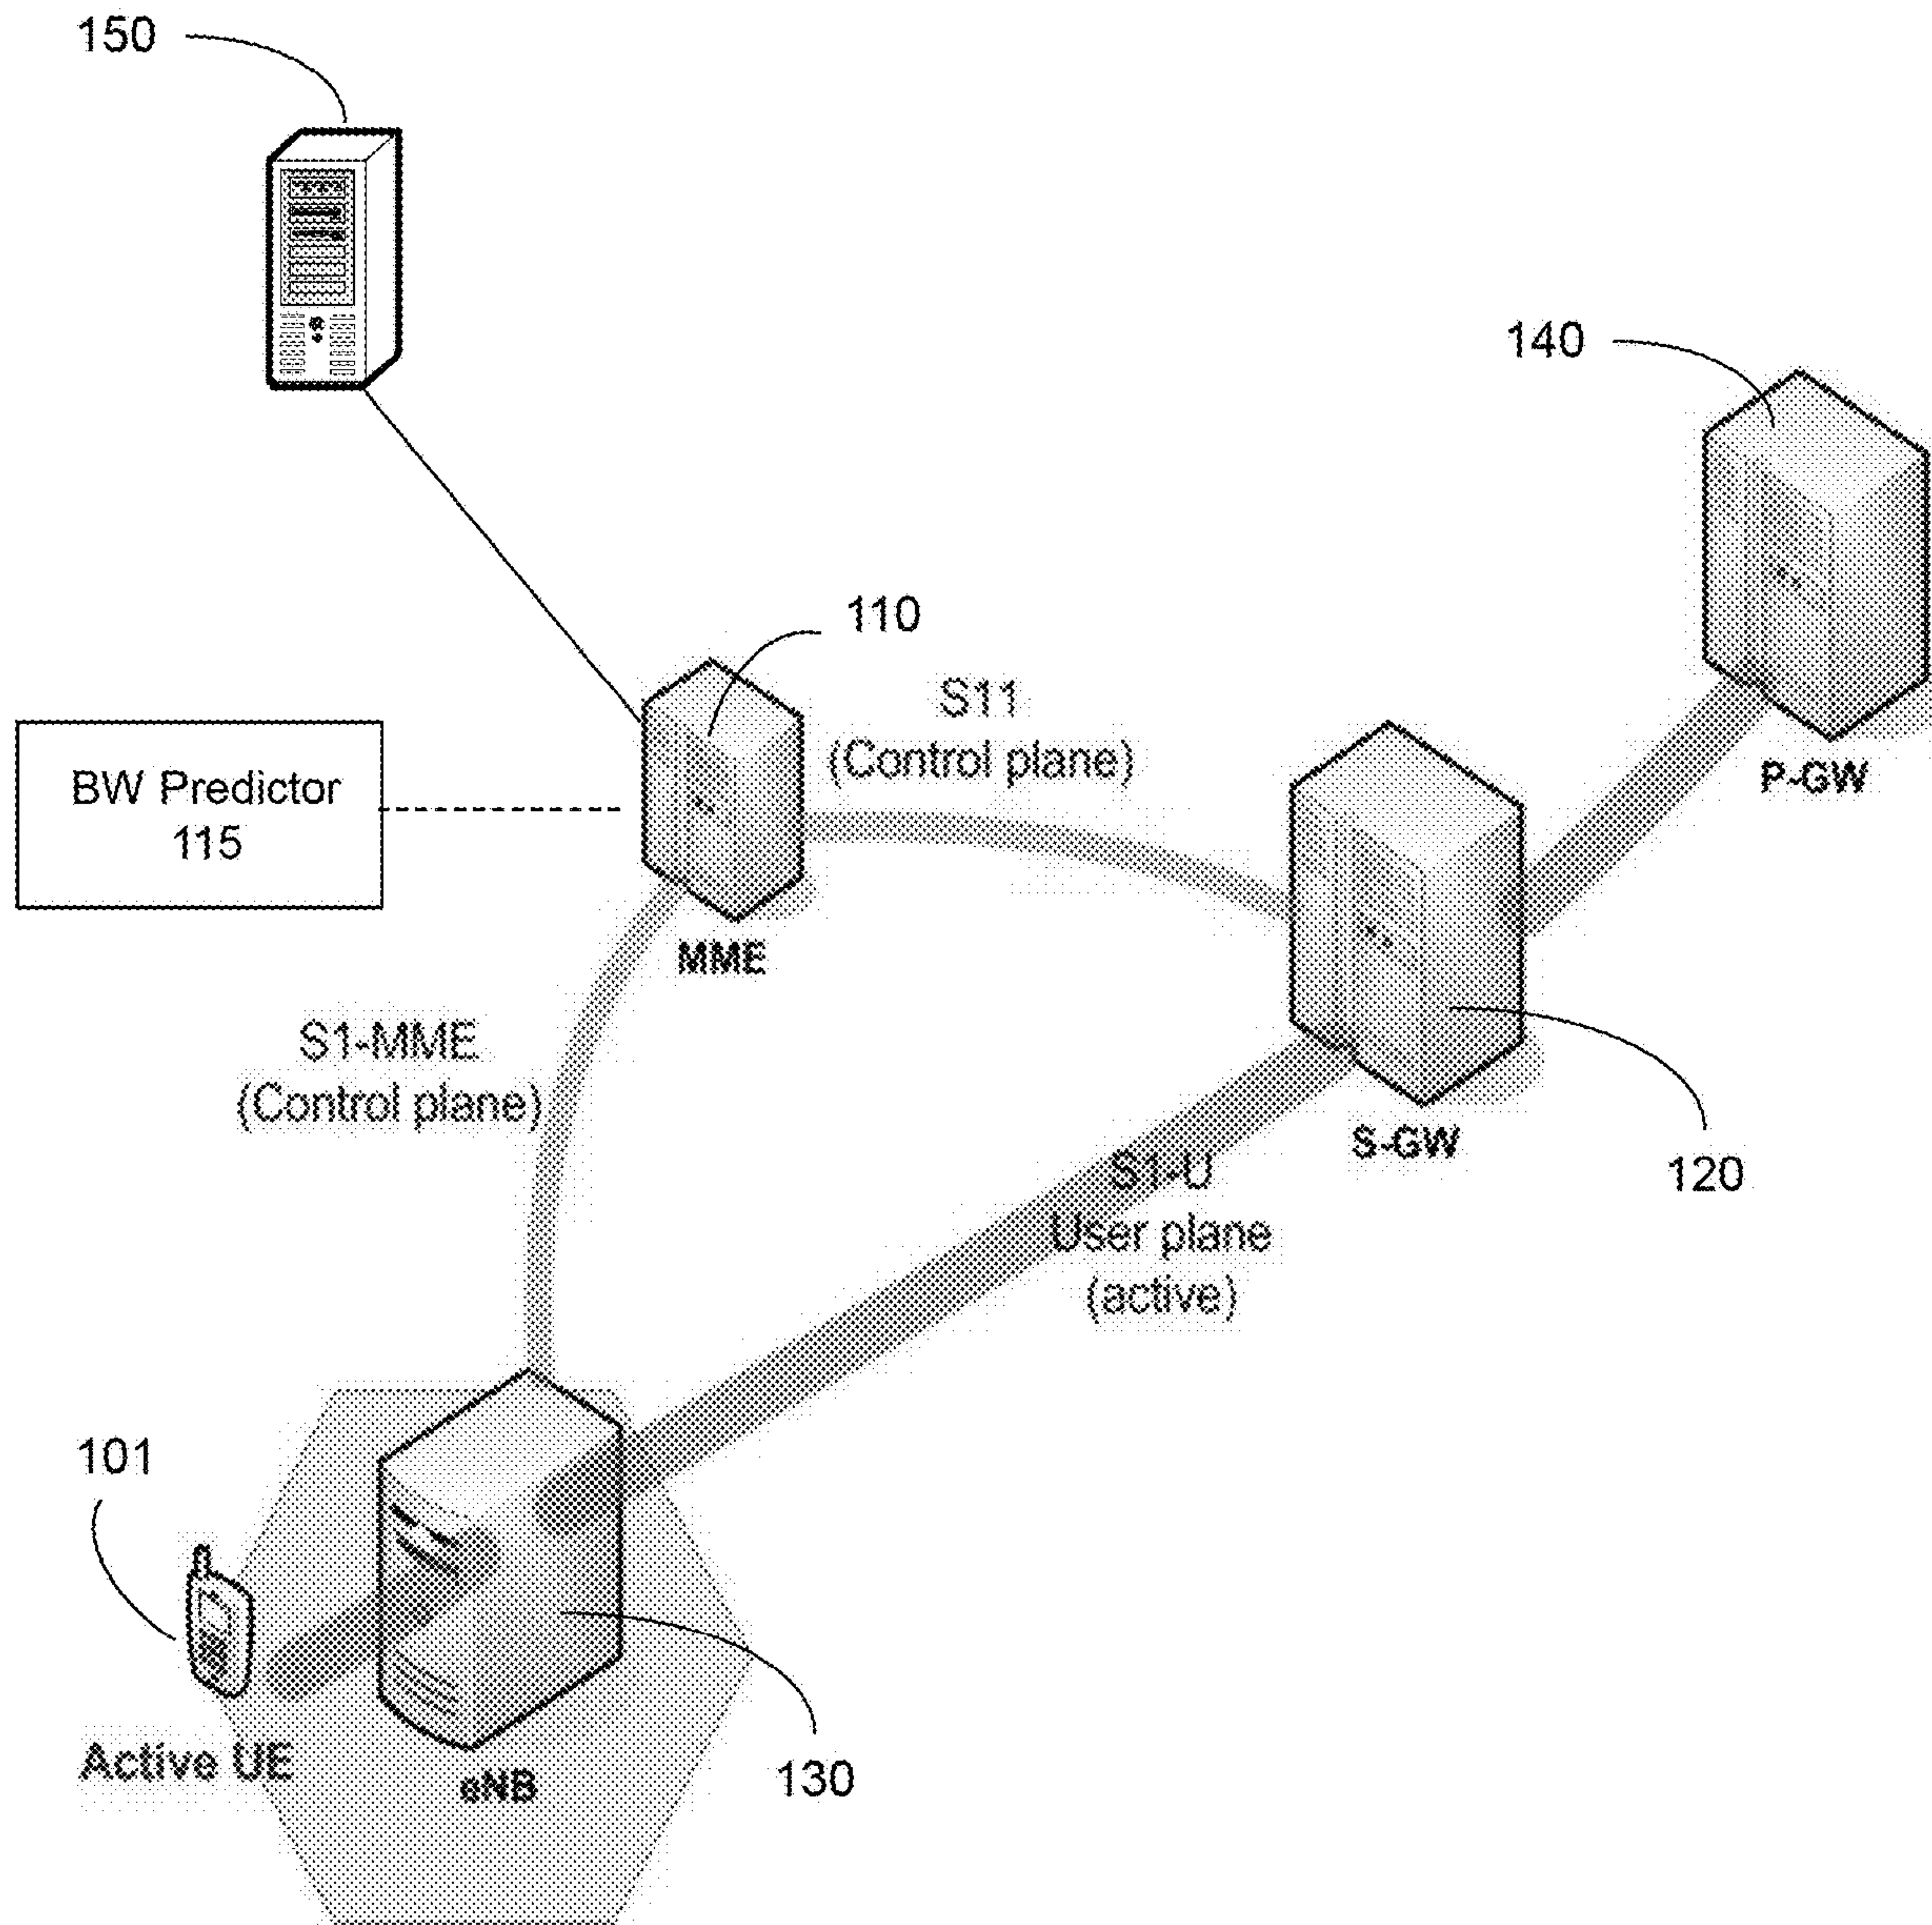 150
140
110
S11
(Control plane)
BW Predictor
115
P-GW
MME
S1-MME
(Control plane)
S-GW
120
S1-U
User plane
(active)
101
Active UE
eNB
130